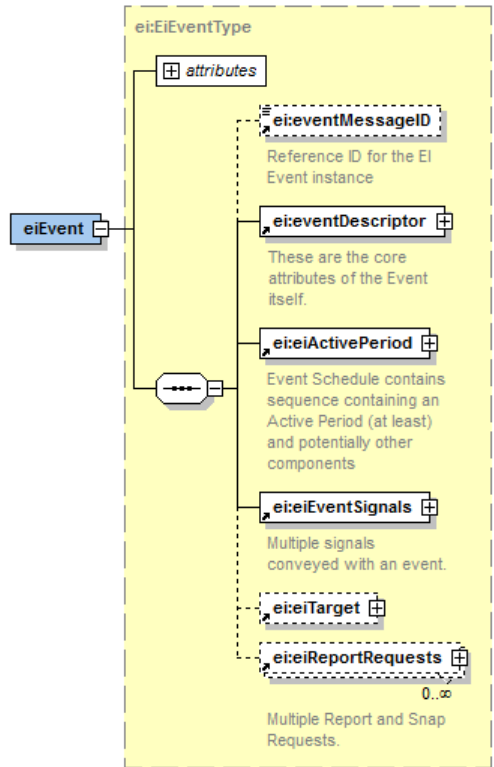 ei:EiEventType
attributes
ei:eventMessageID
Reference ID for the EI
Event instance
eiEvent
ei:eventDescriptor
These are the core
attributes of the Event
itself.
ei:eiActivePeriod
Event Schedule contains
sequence containing an
Active Period (at least)
and potentially other
components
ei:eiEventSignals
Multiple signals
conveyed with an event.
ei:eiTarget
ei:eiReportRequests
0..∞
Multiple Report and Snap
Requests.